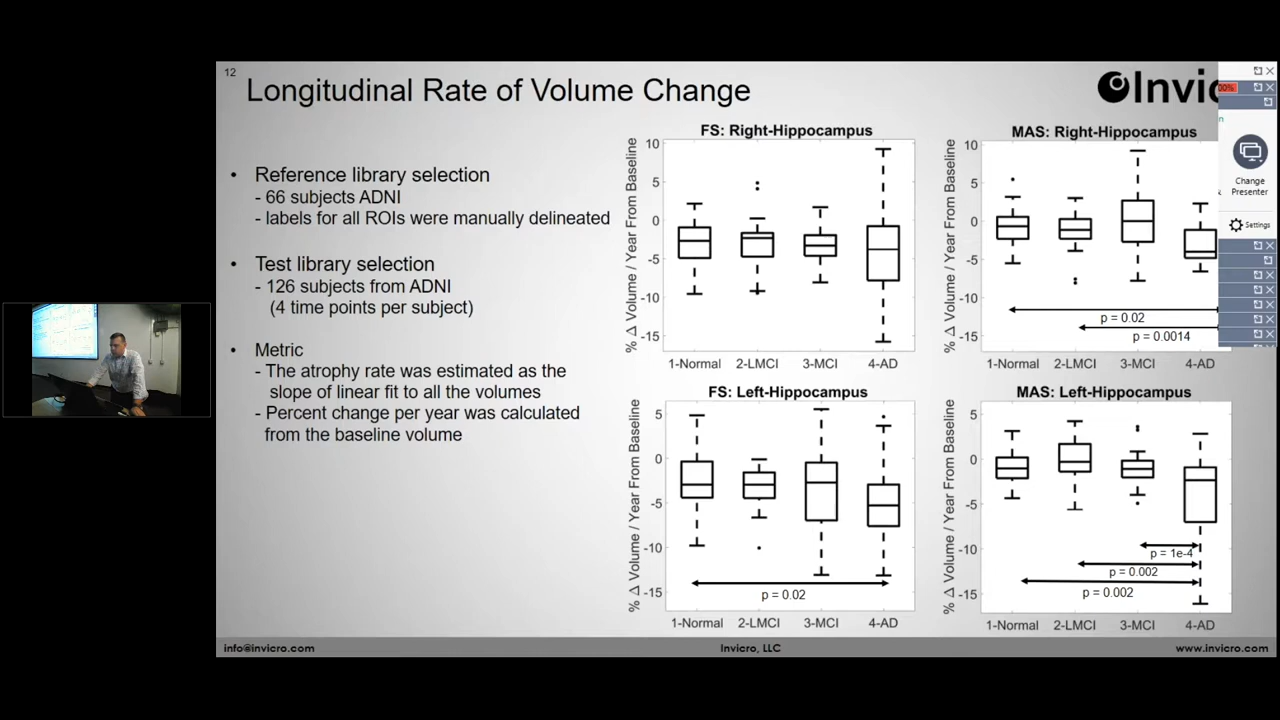 12
Longitudinal Rate of Volume Change
Invic
• Reference library selection
- 66 subjects ADNI
- labels for all ROIs were manually delineated
• Test library selection
- 126 subjects from ADNI
(4 time points per subject)
• Metric
- The atrophy rate was estimated as the
slope of linear fit to all the volumes
- Percent change per year was calculated
from the baseline volume
FS: Right-Hippocampus
% Δ Volume / Year From Baseline
10
5
0
-5
-10
-15
1-Normal 2-LMCI 3-MCI 4-AD
MAS: Right-Hippocampus
% Δ Volume / Year From Baseline
10
5
0
-5
-10
-15
p = 0.02
p = 0.0014
1-Normal 2-LMCI 3-MCI 4-AD
FS: Left-Hippocampus
% Δ Volume / Year From Baseline
5
0
-5
-10
-15
p = 0.02
1-Normal 2-LMCI 3-MCI 4-AD
MAS: Left-Hippocampus
% Δ Volume / Year From Baseline
5
0
-5
-10
-15
p = 1e-4
p = 0.002
p = 0.002
1-Normal 2-LMCI 3-MCI 4-AD
00%
Change
Presenter
Settings
info@invicro.com
Invicro, LLC
www.invicro.com